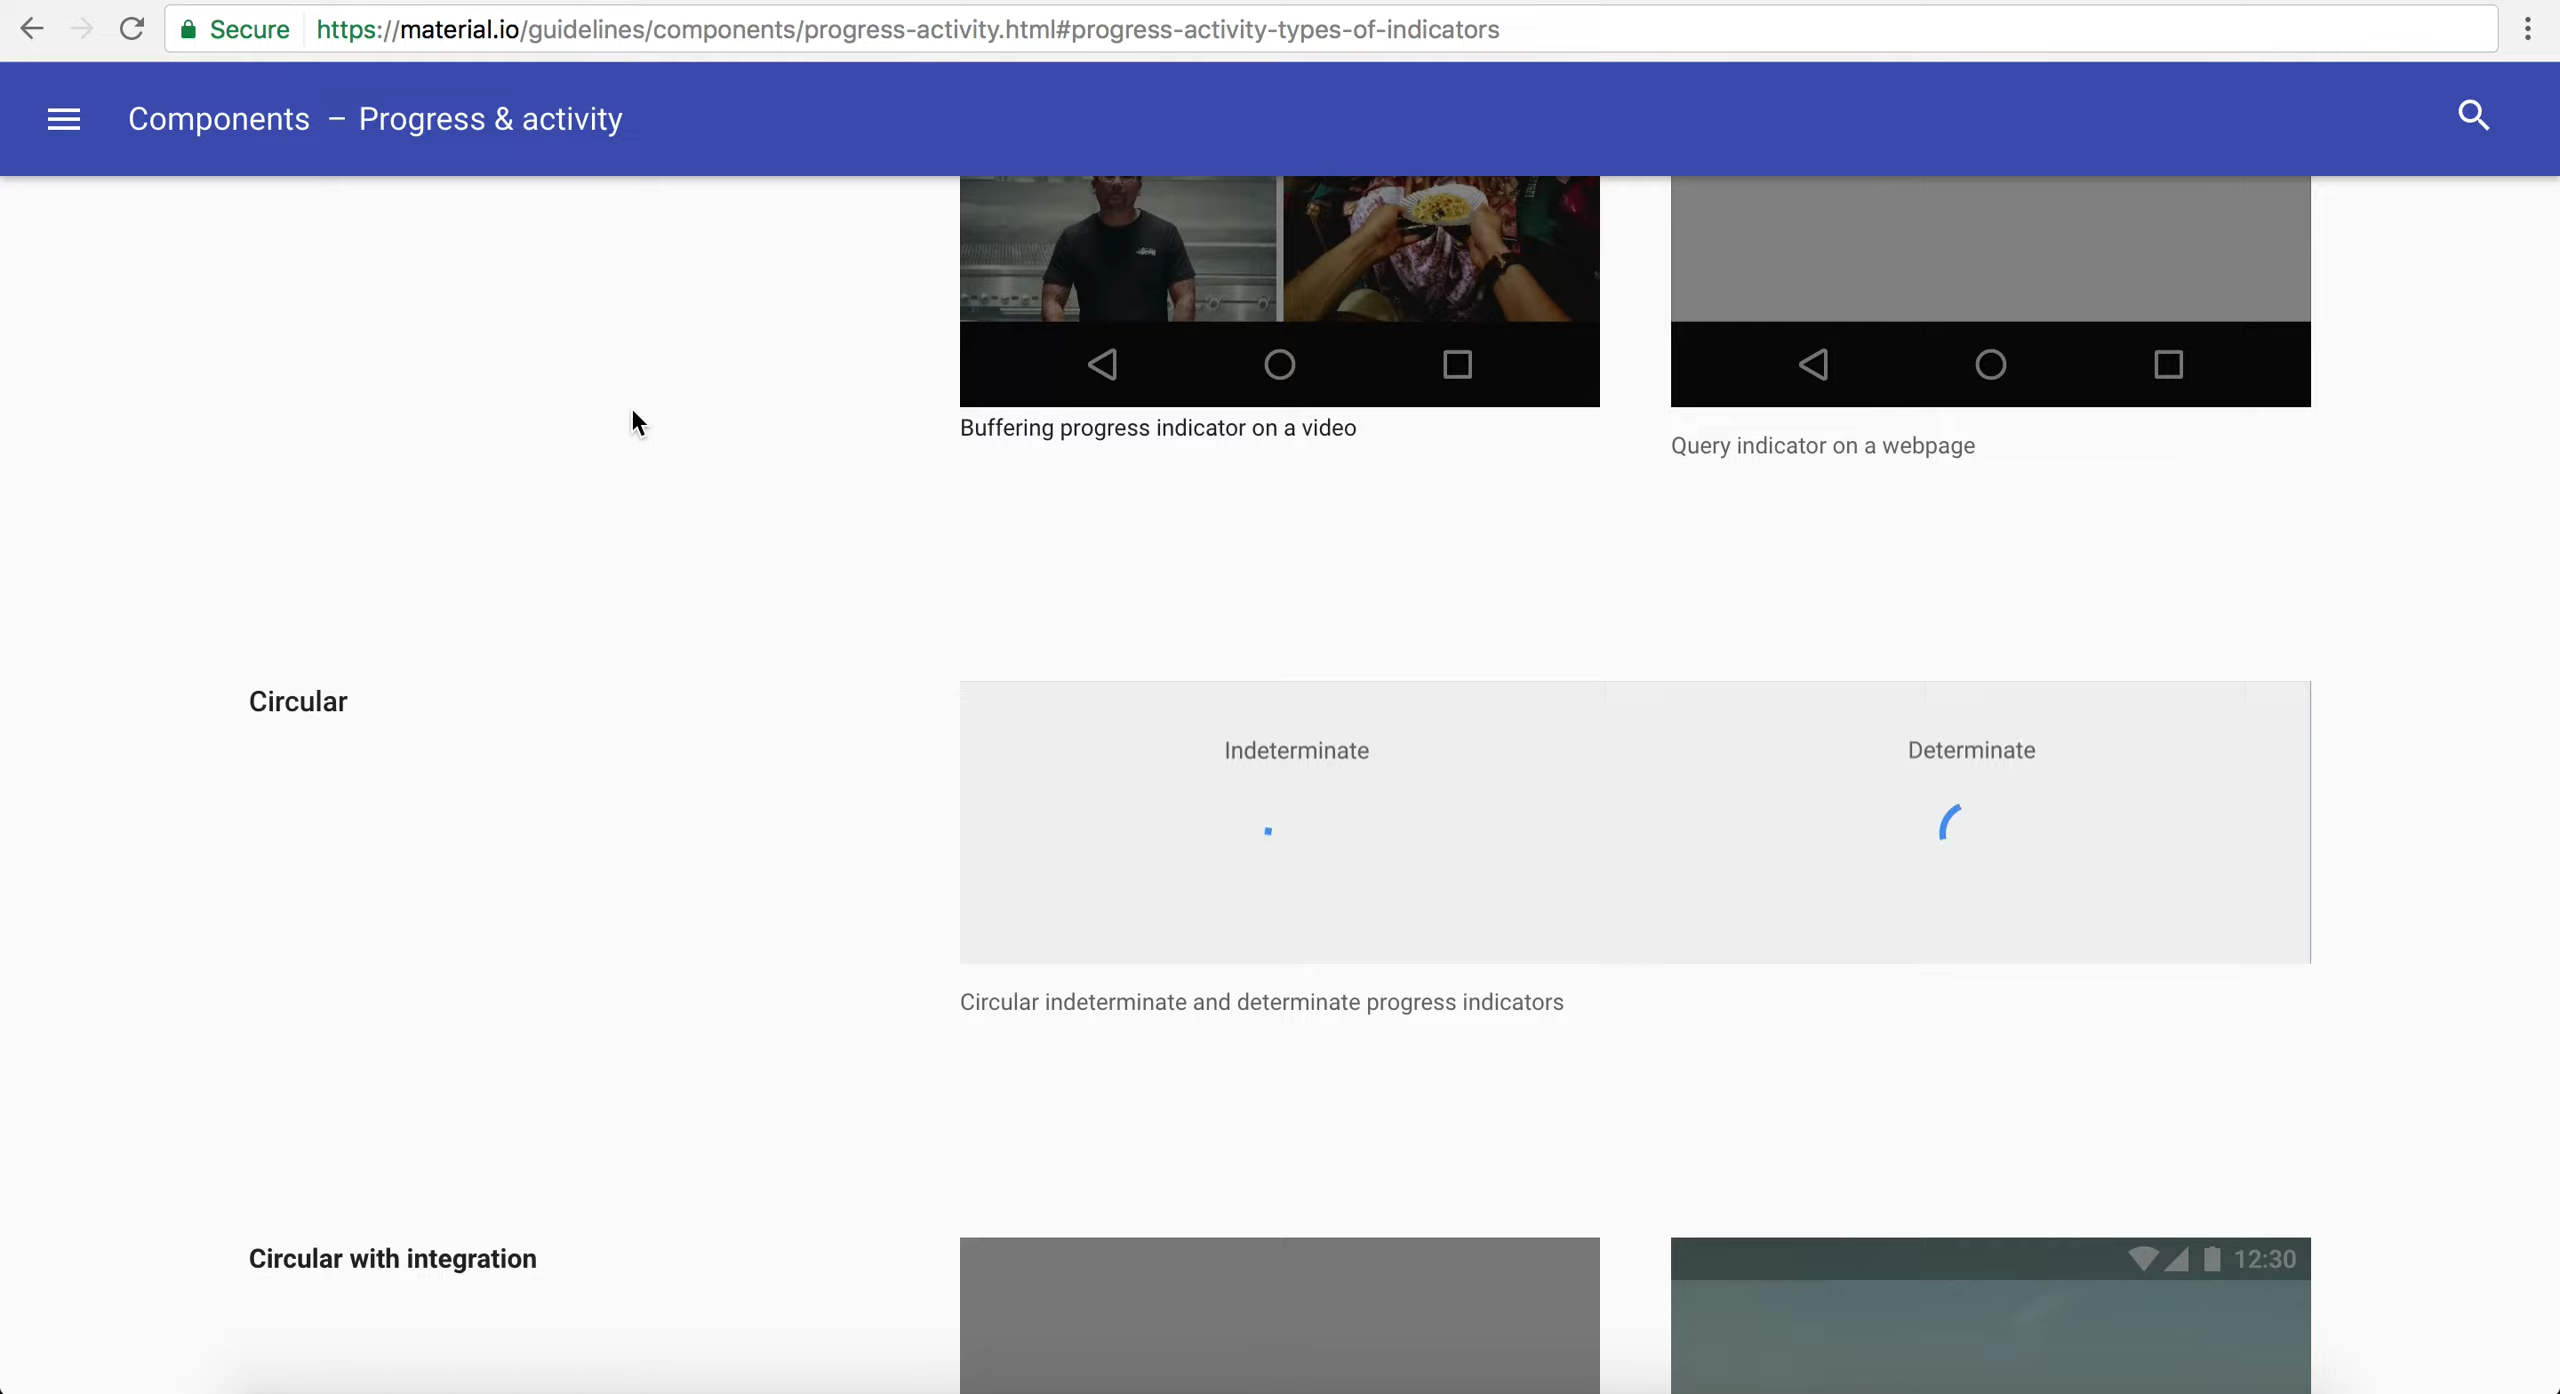 Secure https://material.io/guidelines/components/progress-activity.html#progress-activity-types-of-indicators
Components – Progress & activity
Buffering progress indicator on a video
Query indicator on a webpage
Circular
Indeterminate
Determinate
Circular indeterminate and determinate progress indicators
Circular with integration
12:30